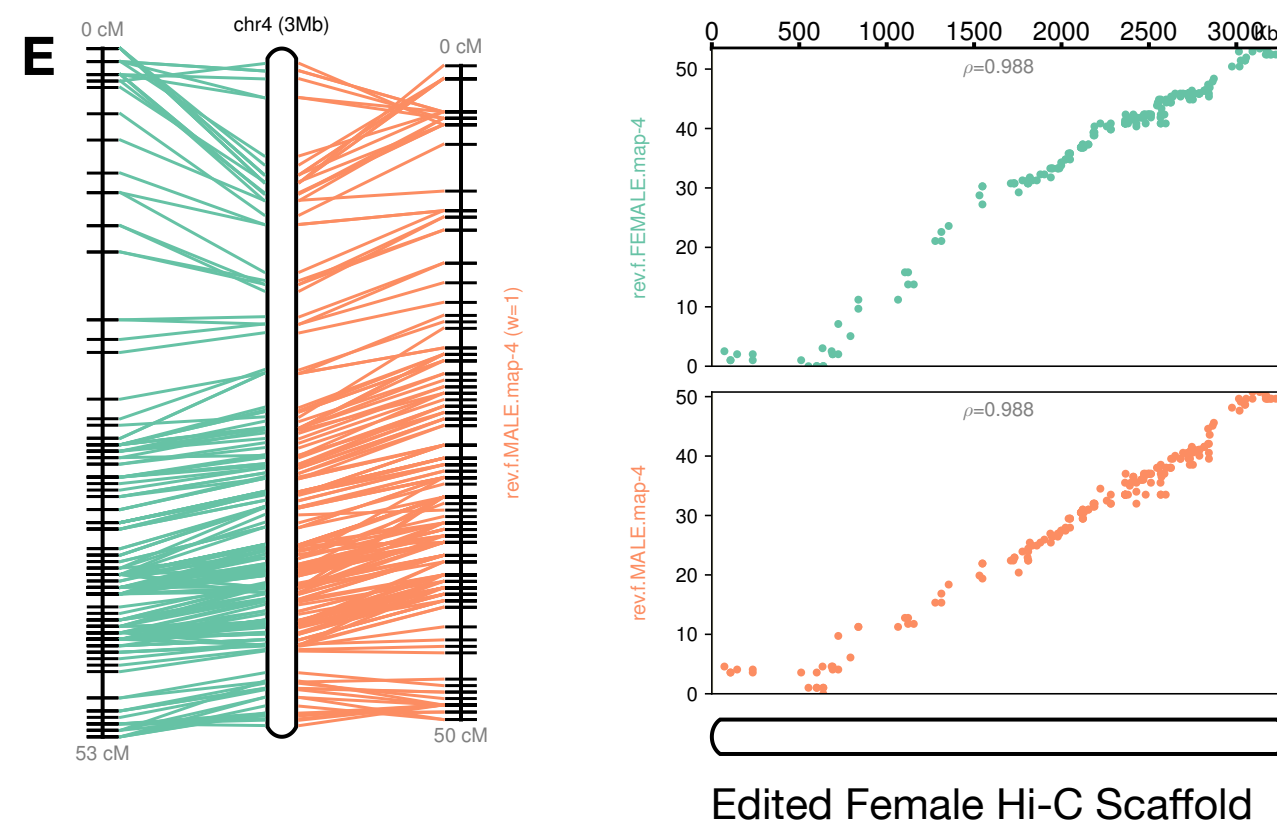 E
0 cM
chr4 (3Mb)
0 cM
53 cM
50 cM
rev.f.MALE.map-4 (w=1)
0 500 1000 1500 2000 2500 3000 Kb
ρ=0.988
rev.f.FEMALE.map-4
50
40
30
20
10
0
ρ=0.988
rev.f.MALE.map-4
50
40
30
20
10
0
Edited Female Hi-C Scaffold